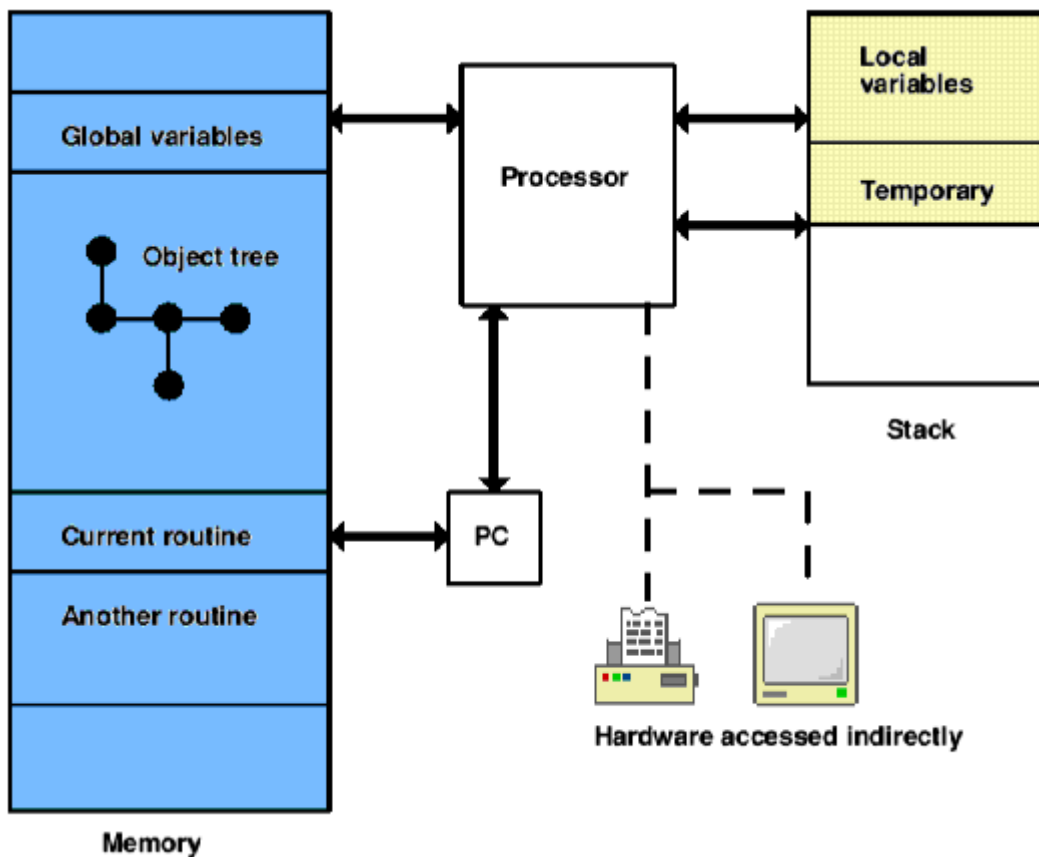 Global variables
Object tree
Current routine
Another routine
Memory
Processor
PC
Local
variables
Temporary
Stack
Hardware accessed indirectly